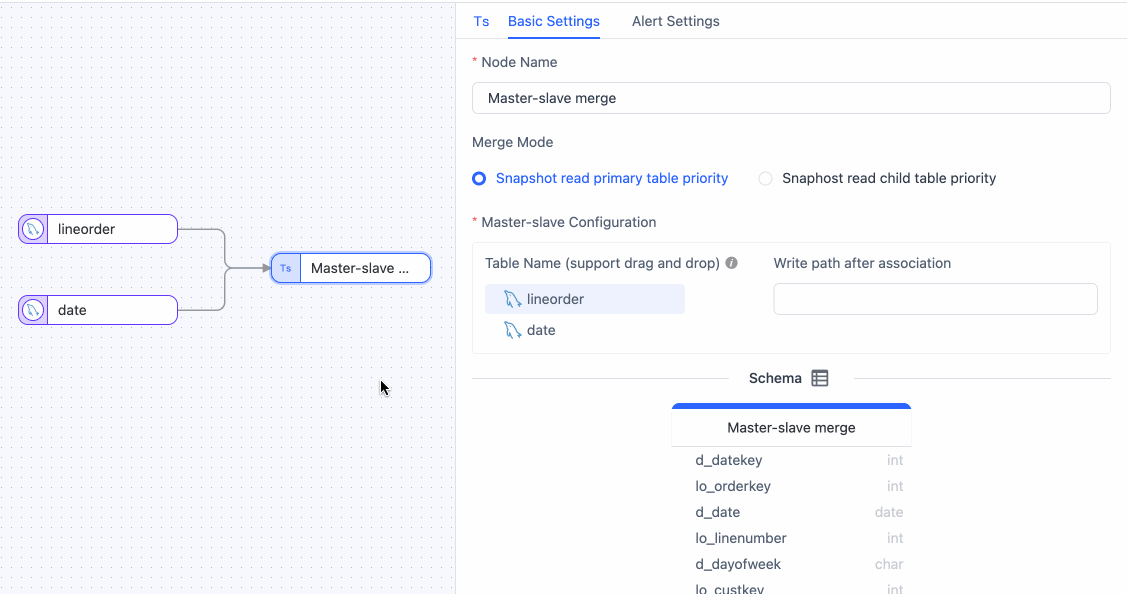 Ts Basic Settings Alert Settings
* Node Name
Master-slave merge
Merge Mode
Snapshot read primary table priority Snaphost read child table priority
lineorder
Ts Master-slave ...
date
* Master-slave Configuration
Table Name (support drag and drop) Write path after association
lineorder
date
Schema
Master-slave merge
d_datekey int
lo_orderkey int
d_date date
lo_linenumber int
d_dayofweek char
lo_custkey int